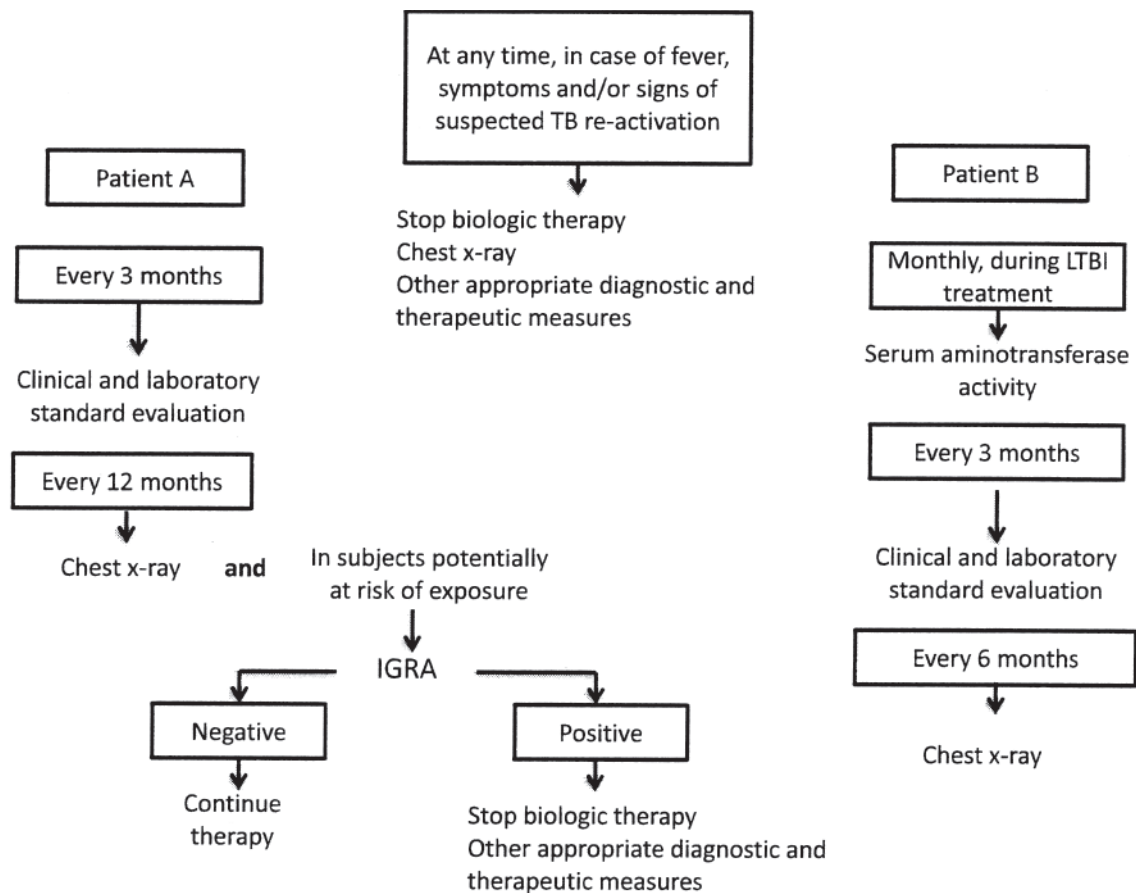 At any time, in case of fever,
symptoms and/or signs of
suspected TB re-activation
Stop biologic therapy
Chest x-ray
Other appropriate diagnostic and
therapeutic measures
Patient A
Every 3 months
Clinical and laboratory
standard evaluation
Every 12 months
Chest x-ray and
In subjects potentially
at risk of exposure
IGRA
Negative
Continue
therapy
Positive
Stop biologic therapy
Other appropriate diagnostic and
therapeutic measures
Patient B
Monthly, during LTBI
treatment
Serum aminotransferase
activity
Every 3 months
Clinical and laboratory
standard evaluation
Every 6 months
Chest x-ray